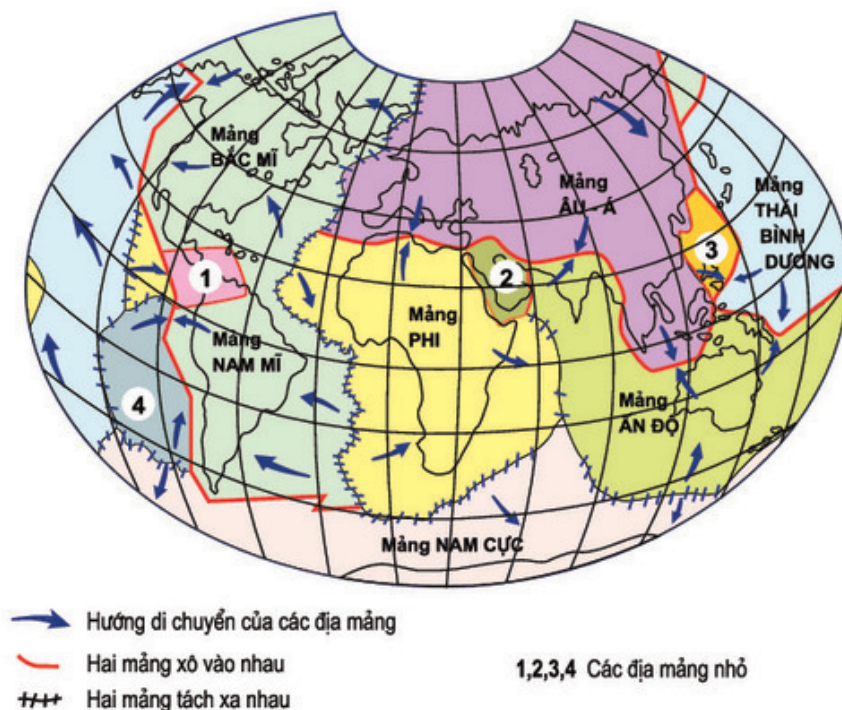 Mảng
BẮC MĨ
Mảng
ÂU - Á
Mảng
THÁI
BÌNH
DƯƠNG
1
2
3
Mảng
PHI
Mảng
NAM MĨ
4
Mảng
ẤN ĐỘ
Mảng NAM CỰC
Hướng di chuyển của các địa mảng
Hai mảng xô vào nhau
1,2,3,4 Các địa mảng nhỏ
Hai mảng tách xa nhau